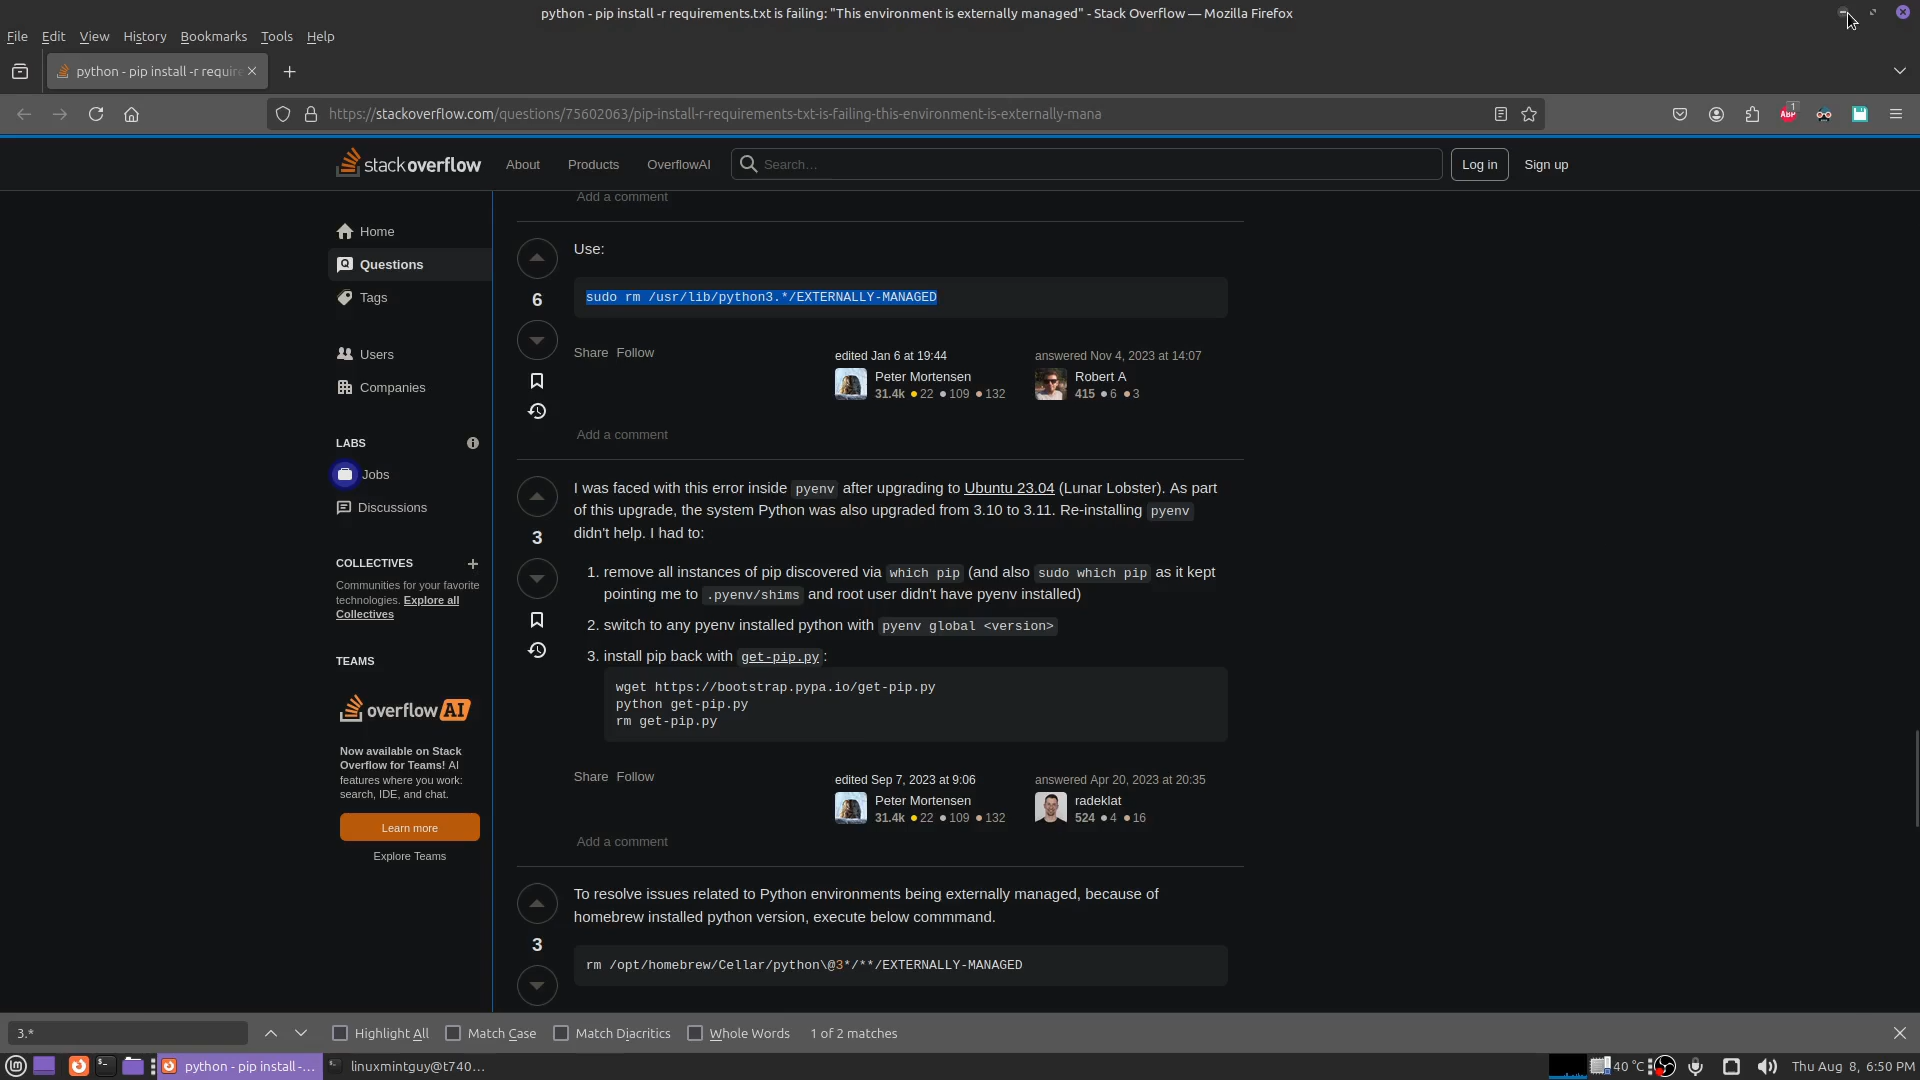 python - pip install -r requirements.txt is failing: "This environment is externally managed" - Stack Overflow — Mozilla Firefox
File Edit View History Bookmarks Tools Help
python - pip install -r require
https://stackoverflow.com/questions/75602063/pip-install-r-requirements-txt-is-failing-this-environment-is-externally-mana
ABP 1
stackoverflow About Products OverflowAI Search… Log in Sign up
Add a comment
Home
Questions
Tags
Users
Companies
LABS
Jobs
Discussions
COLLECTIVES
Communities for your favorite
technologies. Explore all
Collectives
TEAMS
overflow AI
Now available on Stack
Overflow for Teams! AI
features where you work:
search, IDE, and chat.
Learn more
Explore Teams
Use:
6
sudo rm /usr/lib/python3.*/EXTERNALLY-MANAGED
Share Follow
edited Jan 6 at 19:44
Peter Mortensen
31.4k 22 109 132
answered Nov 4, 2023 at 14:07
Robert A
415 6 3
Add a comment
I was faced with this error inside pyenv after upgrading to Ubuntu 23.04 (Lunar Lobster). As part
of this upgrade, the system Python was also upgraded from 3.10 to 3.11. Re-installing pyenv
didn't help. I had to:
3
1. remove all instances of pip discovered via which pip (and also sudo which pip as it kept
pointing me to .pyenv/shims and root user didn't have pyenv installed)
2. switch to any pyenv installed python with pyenv global <version>
3. install pip back with get-pip.py:
wget https://bootstrap.pypa.io/get-pip.py
python get-pip.py
rm get-pip.py
Share Follow
edited Sep 7, 2023 at 9:06
Peter Mortensen
31.4k 22 109 132
answered Apr 20, 2023 at 20:35
radeklat
524 4 16
Add a comment
To resolve issues related to Python environments being externally managed, because of
homebrew installed python version, execute below commmand.
3
rm /opt/homebrew/Cellar/python\@3*/**/EXTERNALLY-MANAGED
3.* Highlight All Match Case Match Diacritics Whole Words 1 of 2 matches
python - pip install -... linuxmintguy@t740... 40 °C Thu Aug 8, 6:50 PM